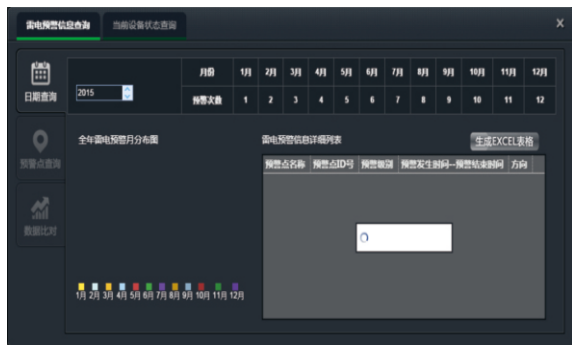 雷电预警信息查询 当前设备状态查询 X
日期查询
预警点查询
数据比对
2015
月份 1月 2月 3月 4月 5月 6月 7月 8月 9月 10月 11月 12月
预警次数 1 2 3 4 5 6 7 8 9 10 11 12
全年雷电预警月分布图
雷电预警信息详细列表 生成EXCEL表格
预警点名称 预警点ID号 预警级别 预警发生时间—预警结束时间 方向
1月 2月 3月 4月 5月 6月 7月 8月 9月 10月 11月 12月